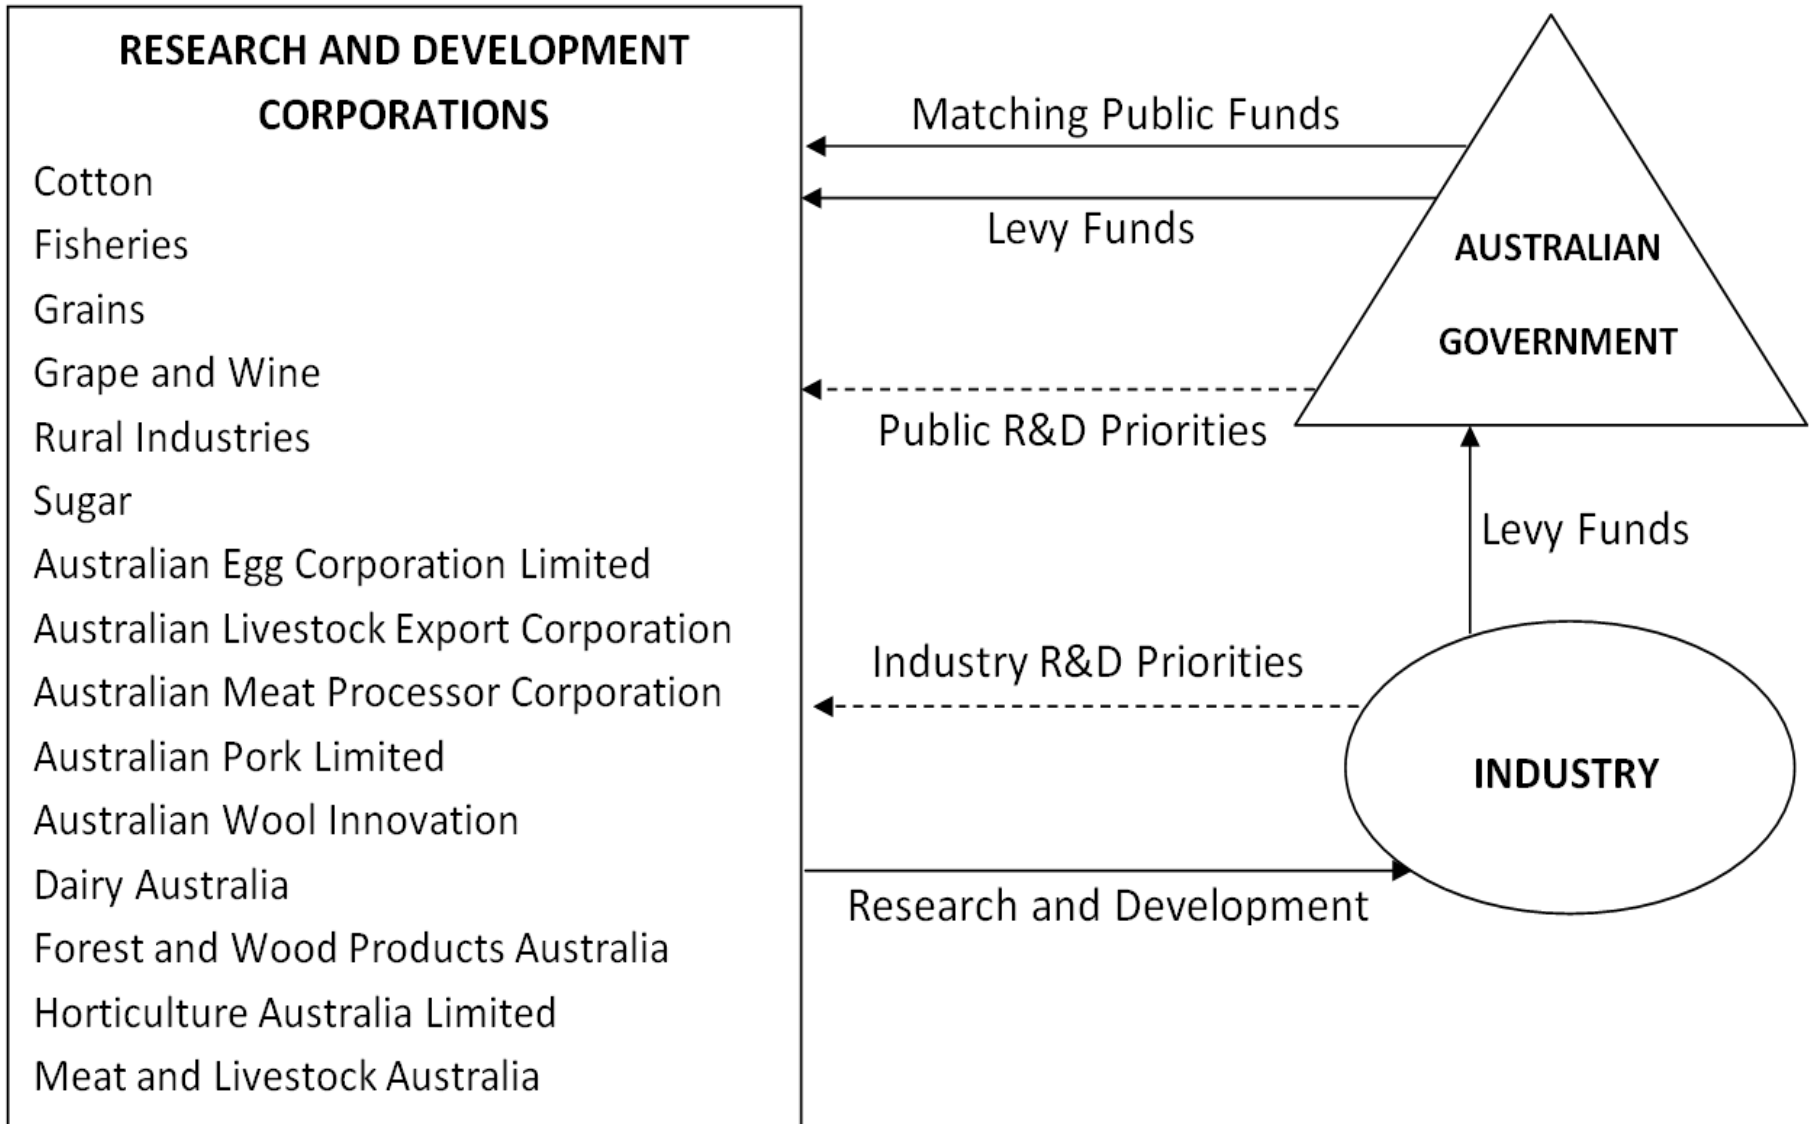 RESEARCH AND DEVELOPMENT
CORPORATIONS
Cotton
Fisheries
Grains
Grape and Wine
Rural Industries
Sugar
Australian Egg Corporation Limited
Australian Livestock Export Corporation
Australian Meat Processor Corporation
Australian Pork Limited
Australian Wool Innovation
Dairy Australia
Forest and Wood Products Australia
Horticulture Australia Limited
Meat and Livestock Australia
Matching Public Funds
Levy Funds
Public R&D Priorities
Industry R&D Priorities
Research and Development
AUSTRALIAN
GOVERNMENT
Levy Funds
INDUSTRY